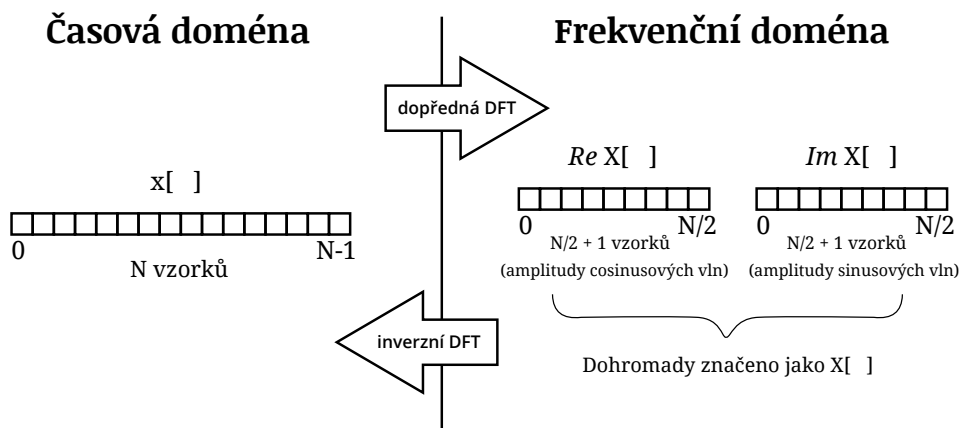 Časová doména
Frekvenční doména
dopředná DFT
x[ ]
0
N-1
N vzorků
Re X[ ]
Im X[ ]
0
N/2
0
N/2
N/2 + 1 vzorků
N/2 + 1 vzorků
(amplitudy cosinusových vln)
(amplitudy sinusových vln)
inverzní DFT
Dohromady značeno jako X[ ]